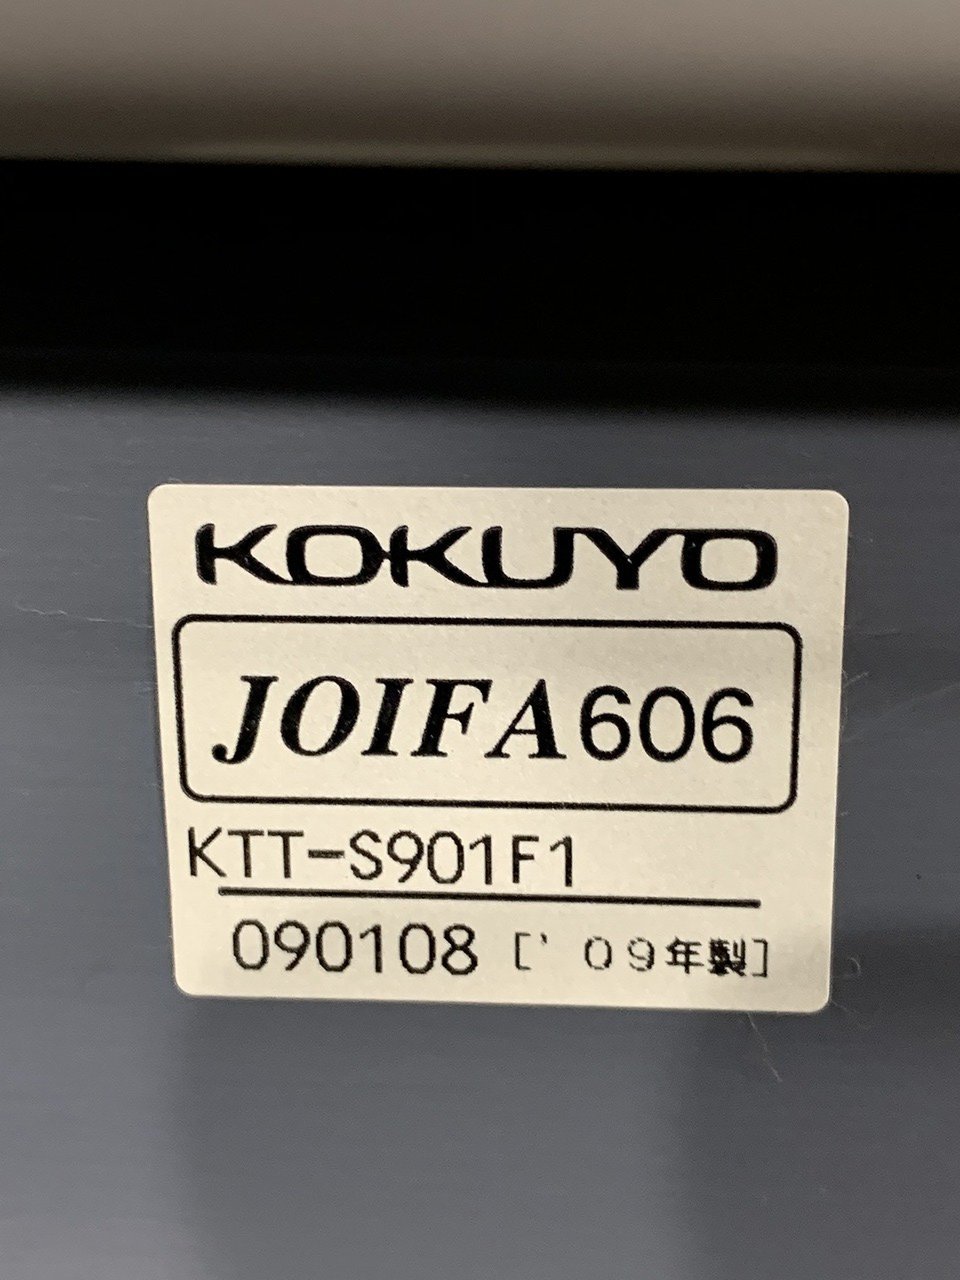 KOKUYO
JOIFA606
KTT-S901F1
090108 ['09年製]